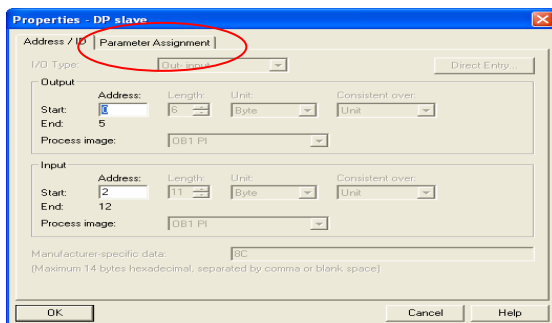 Properties - DP slave
Address / ID Parameter Assignment
I/O Type: Out- input Direct Entry...
Output
Address: Length: Unit: Consistent over:
Start: 0 6 Byte Unit
End: 5
Process image: OB1 PI
Input
Address: Length: Unit: Consistent over:
Start: 2 11 Byte Unit
End: 12
Process image: OB1 PI
Manufacturer-specific data: 8C
(Maximum 14 bytes hexadecimal, separated by comma or blank space)
OK Cancel Help